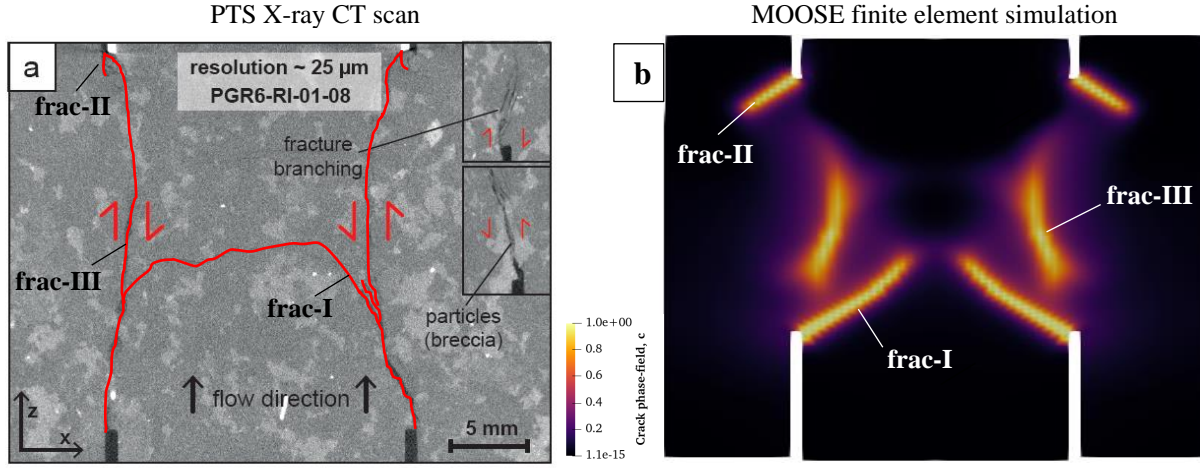 PTS X-ray CT scan
MOOSE finite element simulation
a
resolution ~ 25 µm
PGR6-RI-01-08
frac-II
fracture
branching
frac-III
frac-I
particles
(breccia)
flow direction
z
x
5 mm
1.0e+00
0.8
0.6
0.4
0.2
1.1e-15
Crack phase-field, c
b
frac-II
frac-III
frac-I